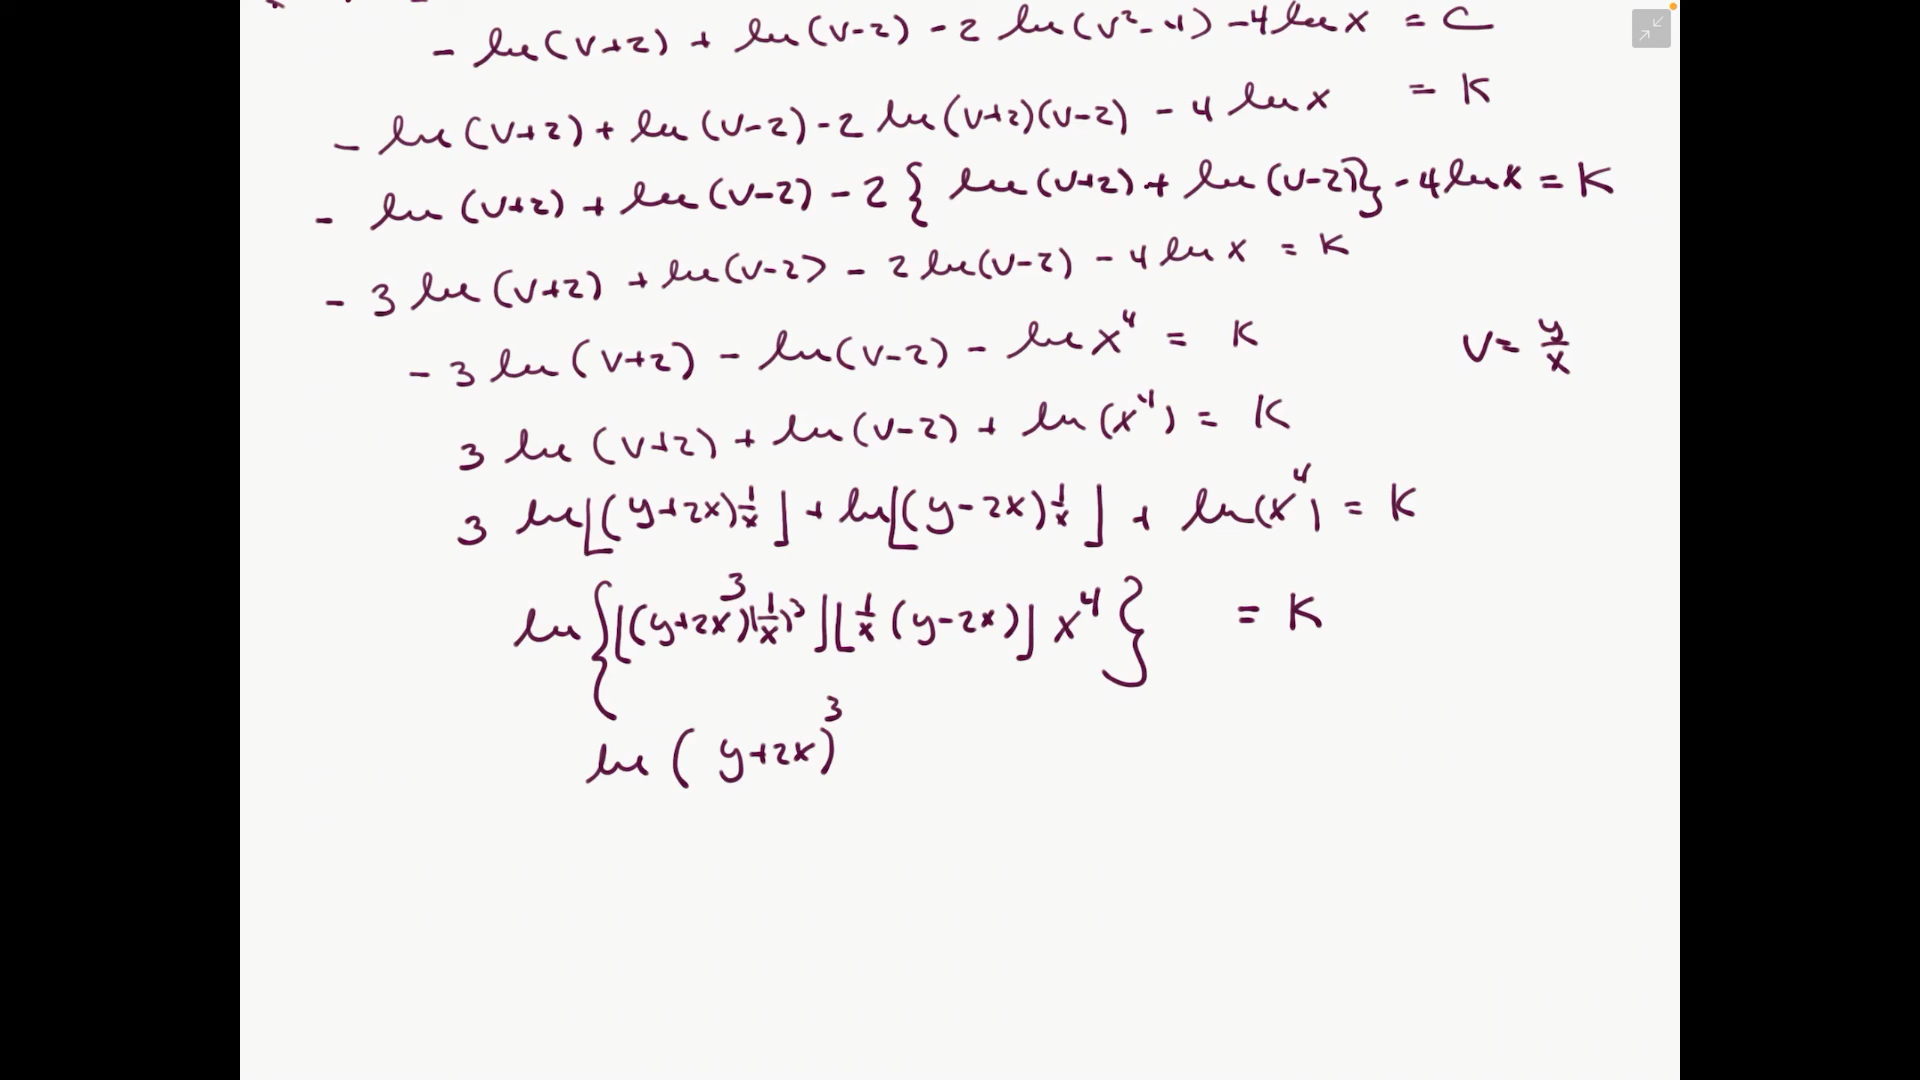 - ln(v+2) + ln(v-2) - 2 ln(v²-4) - 4 ln x = C
- ln(v+2) + ln(v-2) - 2 ln(v+2)(v-2) - 4 ln x = K
- ln(v+2) + ln(v-2) - 2 { ln(v+2) + ln(v-2)} - 4 ln x = K
- 3 ln(v+2) + ln(v-2) - 2 ln(v-2) - 4 ln x = K
- 3 ln(v+2) - ln(v-2) - ln x⁴ = K v = y/x
3 ln(v+2) + ln(v-2) + ln(x⁴) = K
3 ln[(y+2x) 1/x] + ln[(y-2x) 1/x] + ln(x⁴) = K
ln{[(y+2x)³(1/x)³][1/x (y-2x)] x⁴} = K
ln(y+2x)³